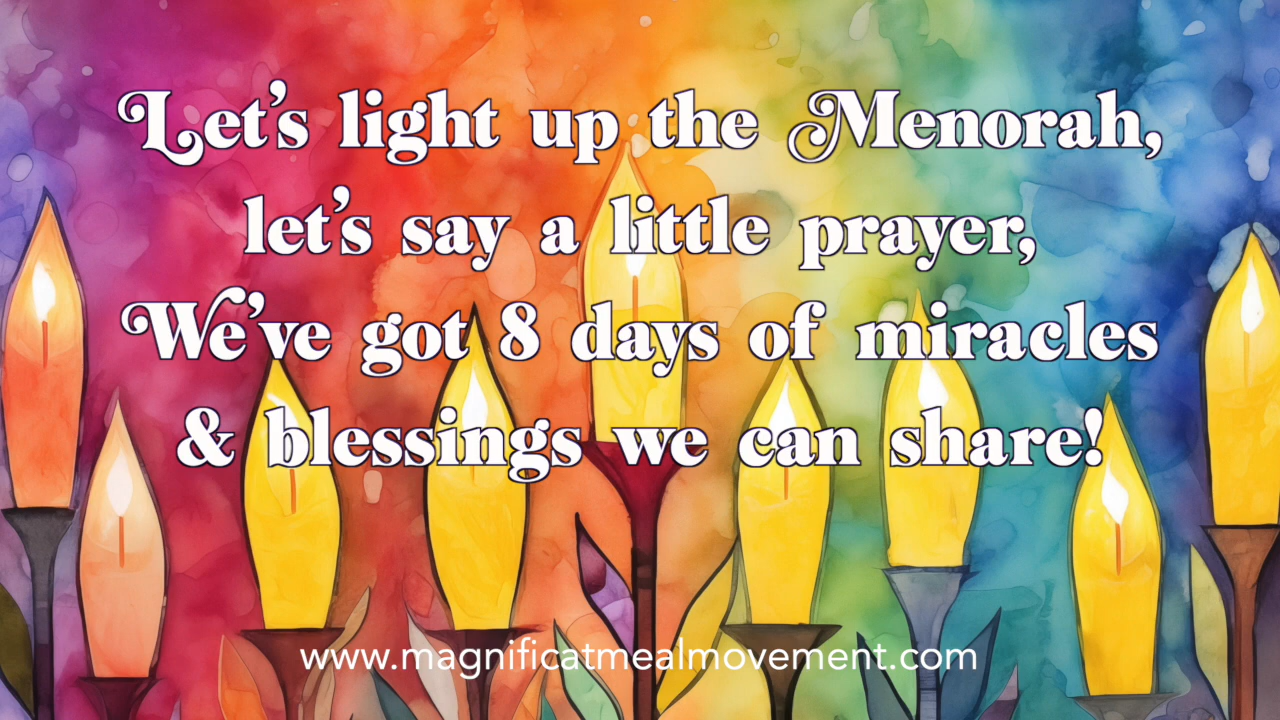 Let's light up the Menorah,
let's say a little prayer,
We've got 8 days of miracles
& blessings we can share!
www.magnificatmealmovement.com